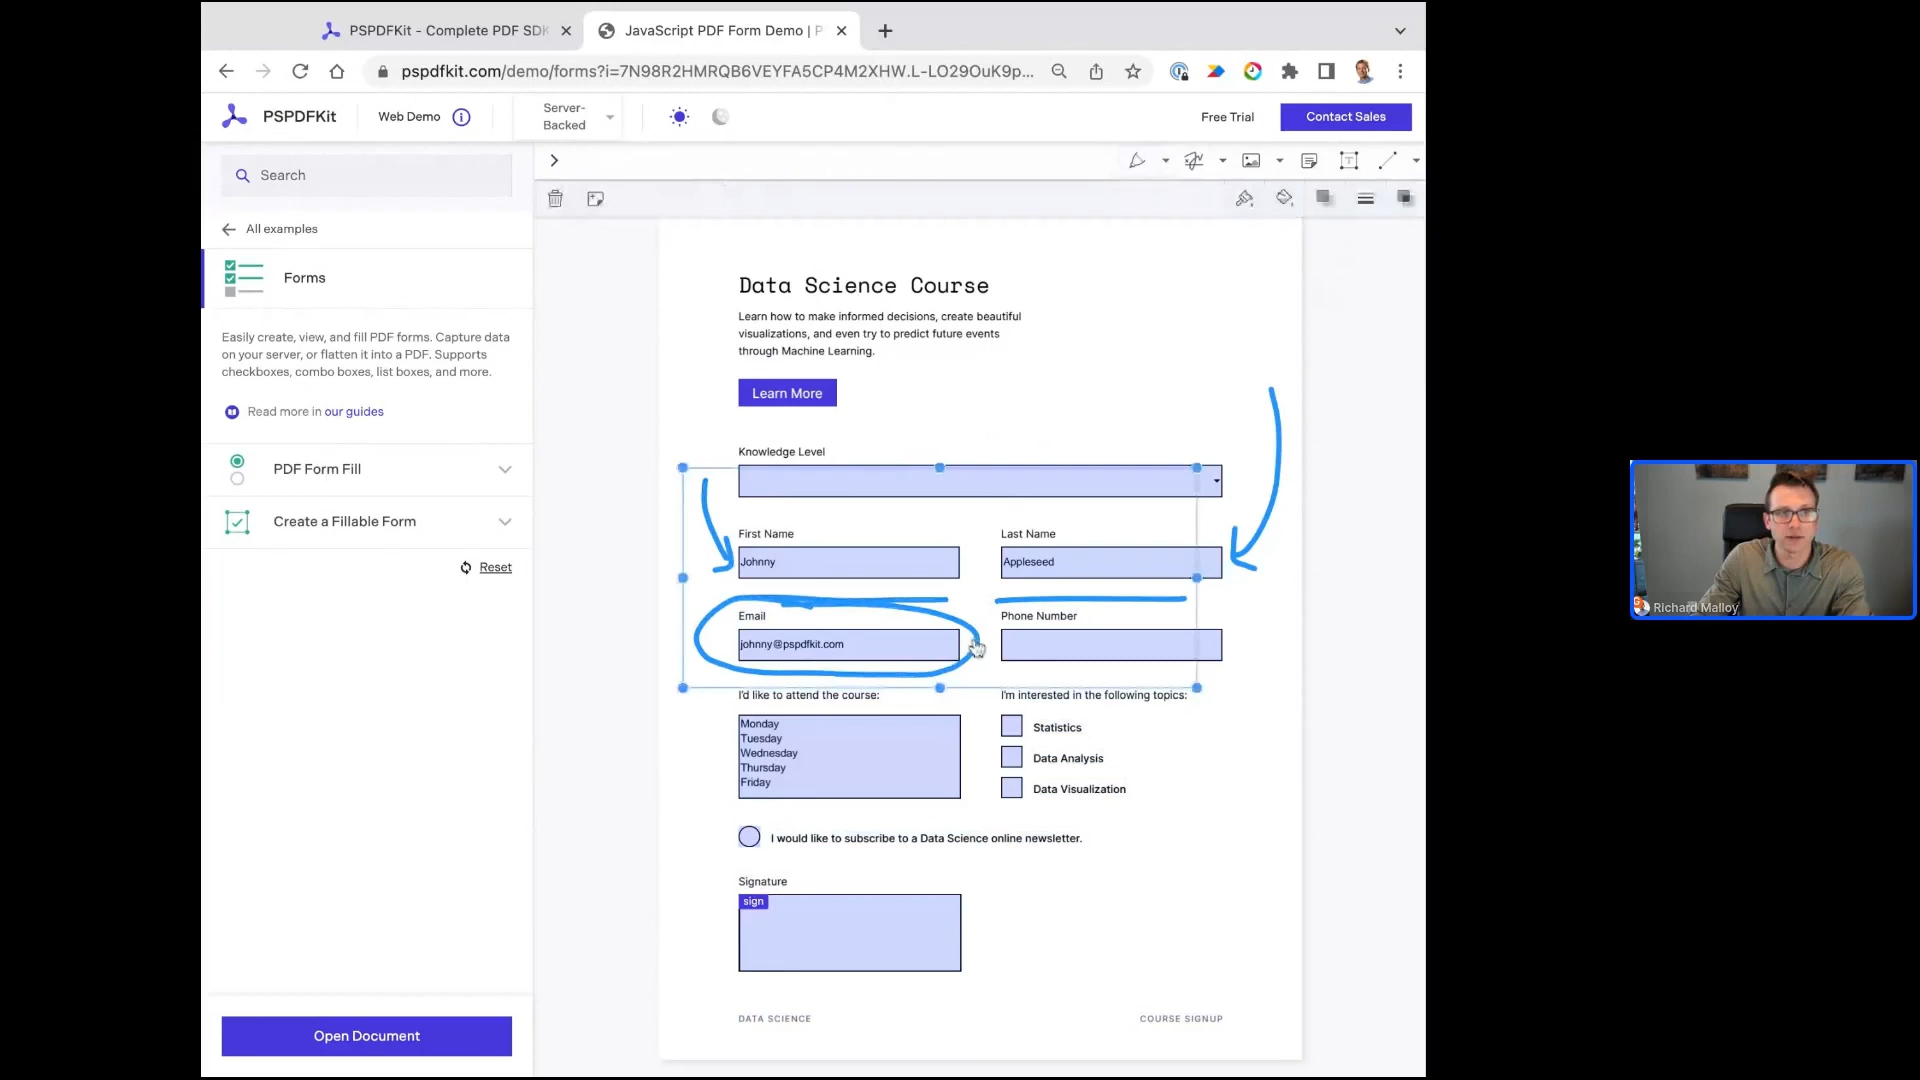 PSPDFKit - Complete PDF SDK
JavaScript PDF Form Demo | P
pspdfkit.com/demo/forms?i=7N98R2HMRQB6VEYFA5CP4M2XHW.L-LO29OuK9p...
PSPDFKit
Web Demo
Server-
Backed
Free Trial
Contact Sales
Search
All examples
Forms
Easily create, view, and fill PDF forms. Capture data
on your server, or flatten it into a PDF. Supports
checkboxes, combo boxes, list boxes, and more.
Read more in our guides
PDF Form Fill
Create a Fillable Form
Reset
Open Document
Data Science Course
Learn how to make informed decisions, create beautiful
visualizations, and even try to predict future events
through Machine Learning.
Learn More
Knowledge Level
First Name
Last Name
Johnny
Appleseed
Email
Phone Number
johnny@pspdfkit.com
I'd like to attend the course:
I'm interested in the following topics:
Monday
Tuesday
Wednesday
Thursday
Friday
Statistics
Data Analysis
Data Visualization
I would like to subscribe to a Data Science online newsletter.
Signature
sign
DATA SCIENCE
COURSE SIGNUP
Richard Malloy